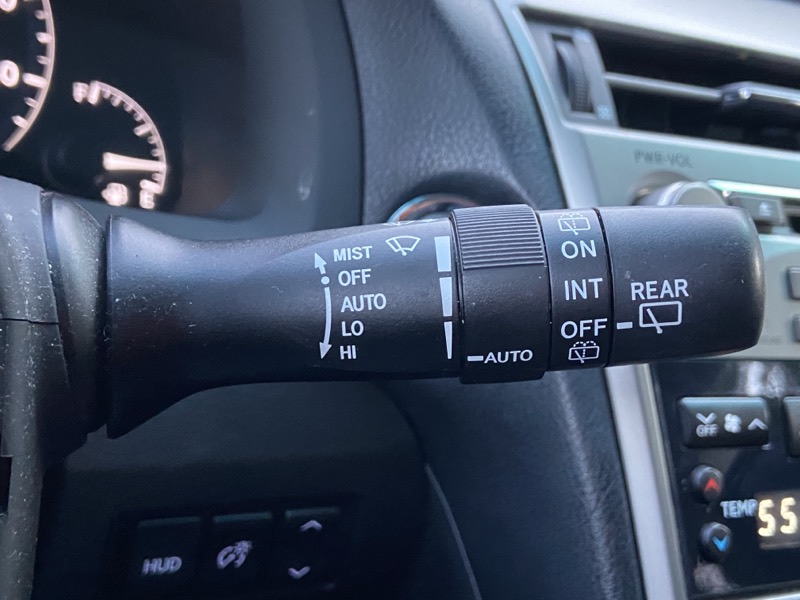 MIST
OFF
AUTO
LO
HI
AUTO
ON
INT
OFF
REAR
PWR·VOL
OFF
TEMP
55
HUD
F